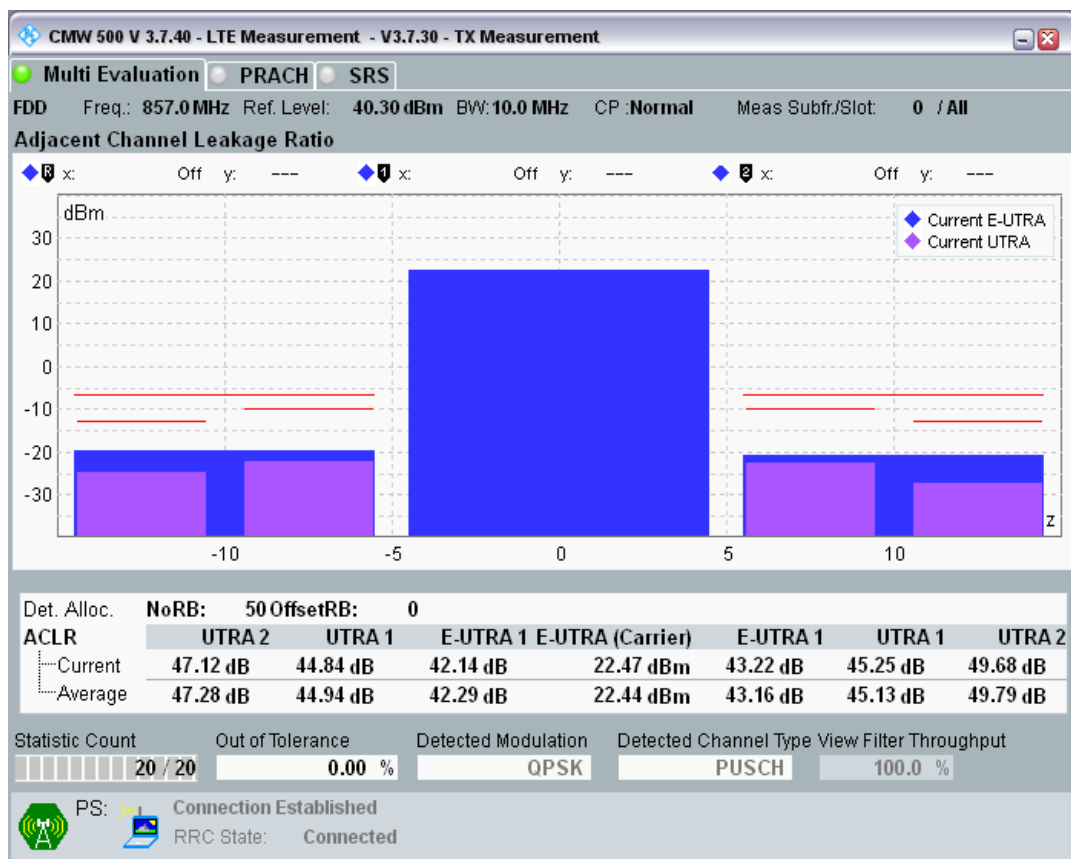 CMW 500 V 3.7.40 - LTE Measurement - V3.7.30 - TX Measurement
Multi Evaluation PRACH SRS
FDD Freq.: 857.0 MHz Ref. Level: 40.30 dBm BW: 10.0 MHz CP :Normal Meas Subfr./Slot: 0 / All
Adjacent Channel Leakage Ratio
R x: Off y: --- 1 x: Off y: --- 2 x: Off y: ---
dBm
Current E-UTRA
Current UTRA
30
20
10
0
-10
-20
-30
z
-10 -5 0 5 10
Det. Alloc. NoRB: 50 OffsetRB: 0
ACLR UTRA 2 UTRA 1 E-UTRA 1 E-UTRA (Carrier) E-UTRA 1 UTRA 1 UTRA 2
Current 47.12 dB 44.84 dB 42.14 dB 22.47 dBm 43.22 dB 45.25 dB 49.68 dB
Average 47.28 dB 44.94 dB 42.29 dB 22.44 dBm 43.16 dB 45.13 dB 49.79 dB
Statistic Count Out of Tolerance Detected Modulation Detected Channel Type View Filter Throughput
20 / 20 0.00 % QPSK PUSCH 100.0 %
PS: Connection Established
RRC State: Connected